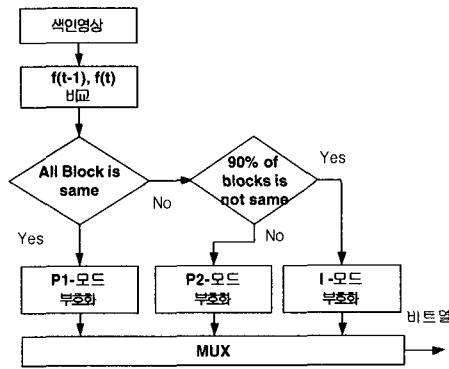 색인영상
f(t-1), f(t)
비교
All Block is
same
90% of
blocks is
not same
Yes
No
Yes
No
P1-모드
부호화
P2-모드
부호화
I -모드
부호화
비트열
MUX